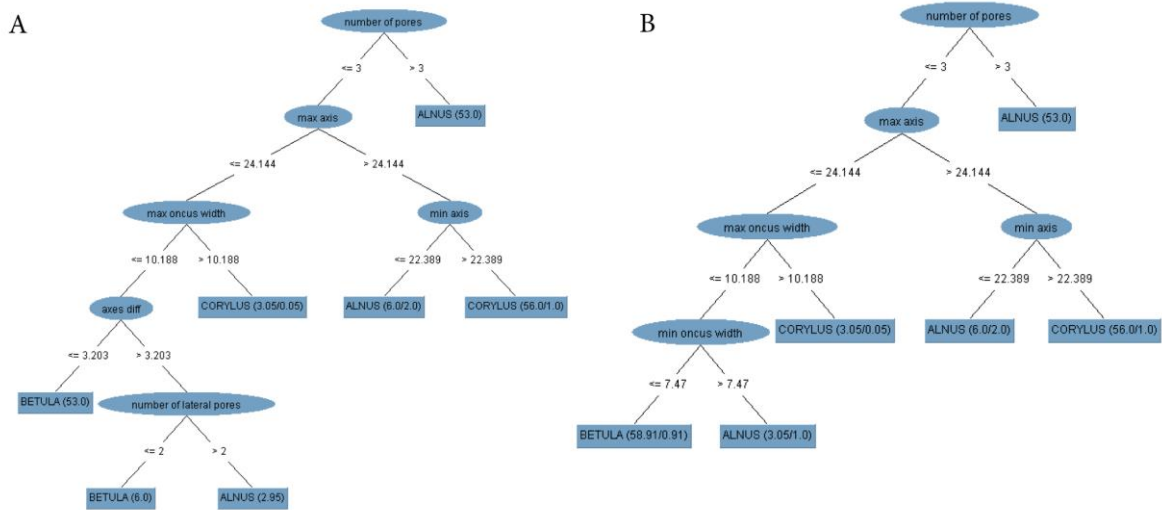 A
number of pores
<= 3
> 3
max axis
ALNUS (53.0)
<= 24.144
> 24.144
max oncus width
min axis
<= 10.188
> 10.188
<= 22.389
> 22.389
axes diff
CORYLUS (3.05/0.05)
ALNUS (6.0/2.0)
CORYLUS (56.0/1.0)
<= 3.203
> 3.203
BETULA (53.0)
number of lateral pores
<= 2
> 2
BETULA (6.0)
ALNUS (2.95)
B
number of pores
<= 3
> 3
max axis
ALNUS (53.0)
<= 24.144
> 24.144
max oncus width
min axis
<= 10.188
> 10.188
<= 22.389
> 22.389
min oncus width
CORYLUS (3.05/0.05)
ALNUS (6.0/2.0)
CORYLUS (56.0/1.0)
<= 7.47
> 7.47
BETULA (58.91/0.91)
ALNUS (3.05/1.0)